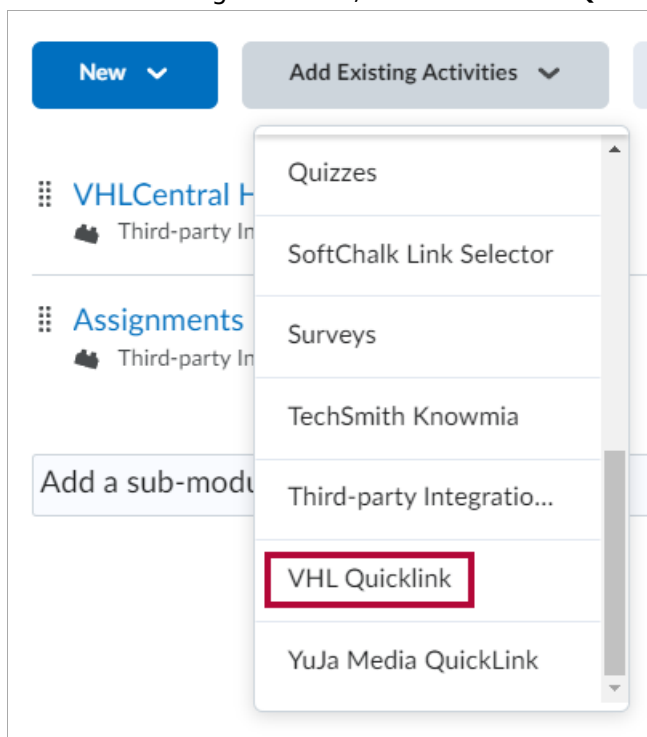 New
Add Existing Activities
Quizzes
VHLCentral H
Third-party In
SoftChalk Link Selector
Assignments
Surveys
Third-party In
TechSmith Knowmia
Add a sub-modu
Third-party Integratio...
VHL Quicklink
YuJa Media QuickLink